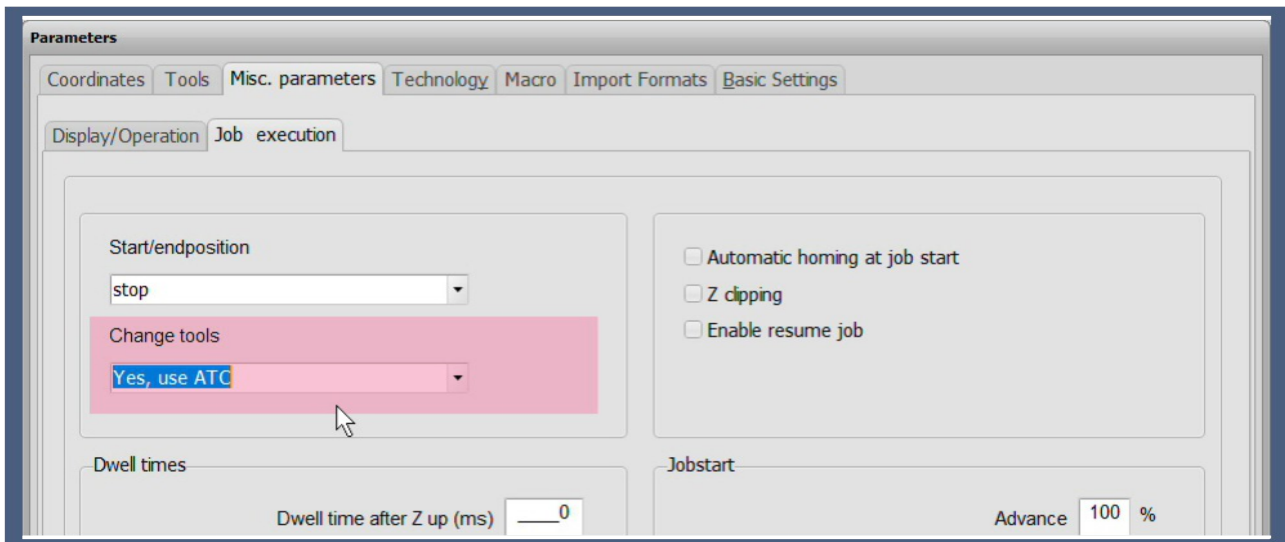 Parameters
Coordinates Tools Misc. parameters Technology Macro Import Formats Basic Settings
Display/Operation Job execution
Start/endposition
stop
Change tools
Yes, use ATC
Automatic homing at job start
Z clipping
Enable resume job
Dwell times
Dwell time after Z up (ms) ____0
Jobstart
Advance 100 %